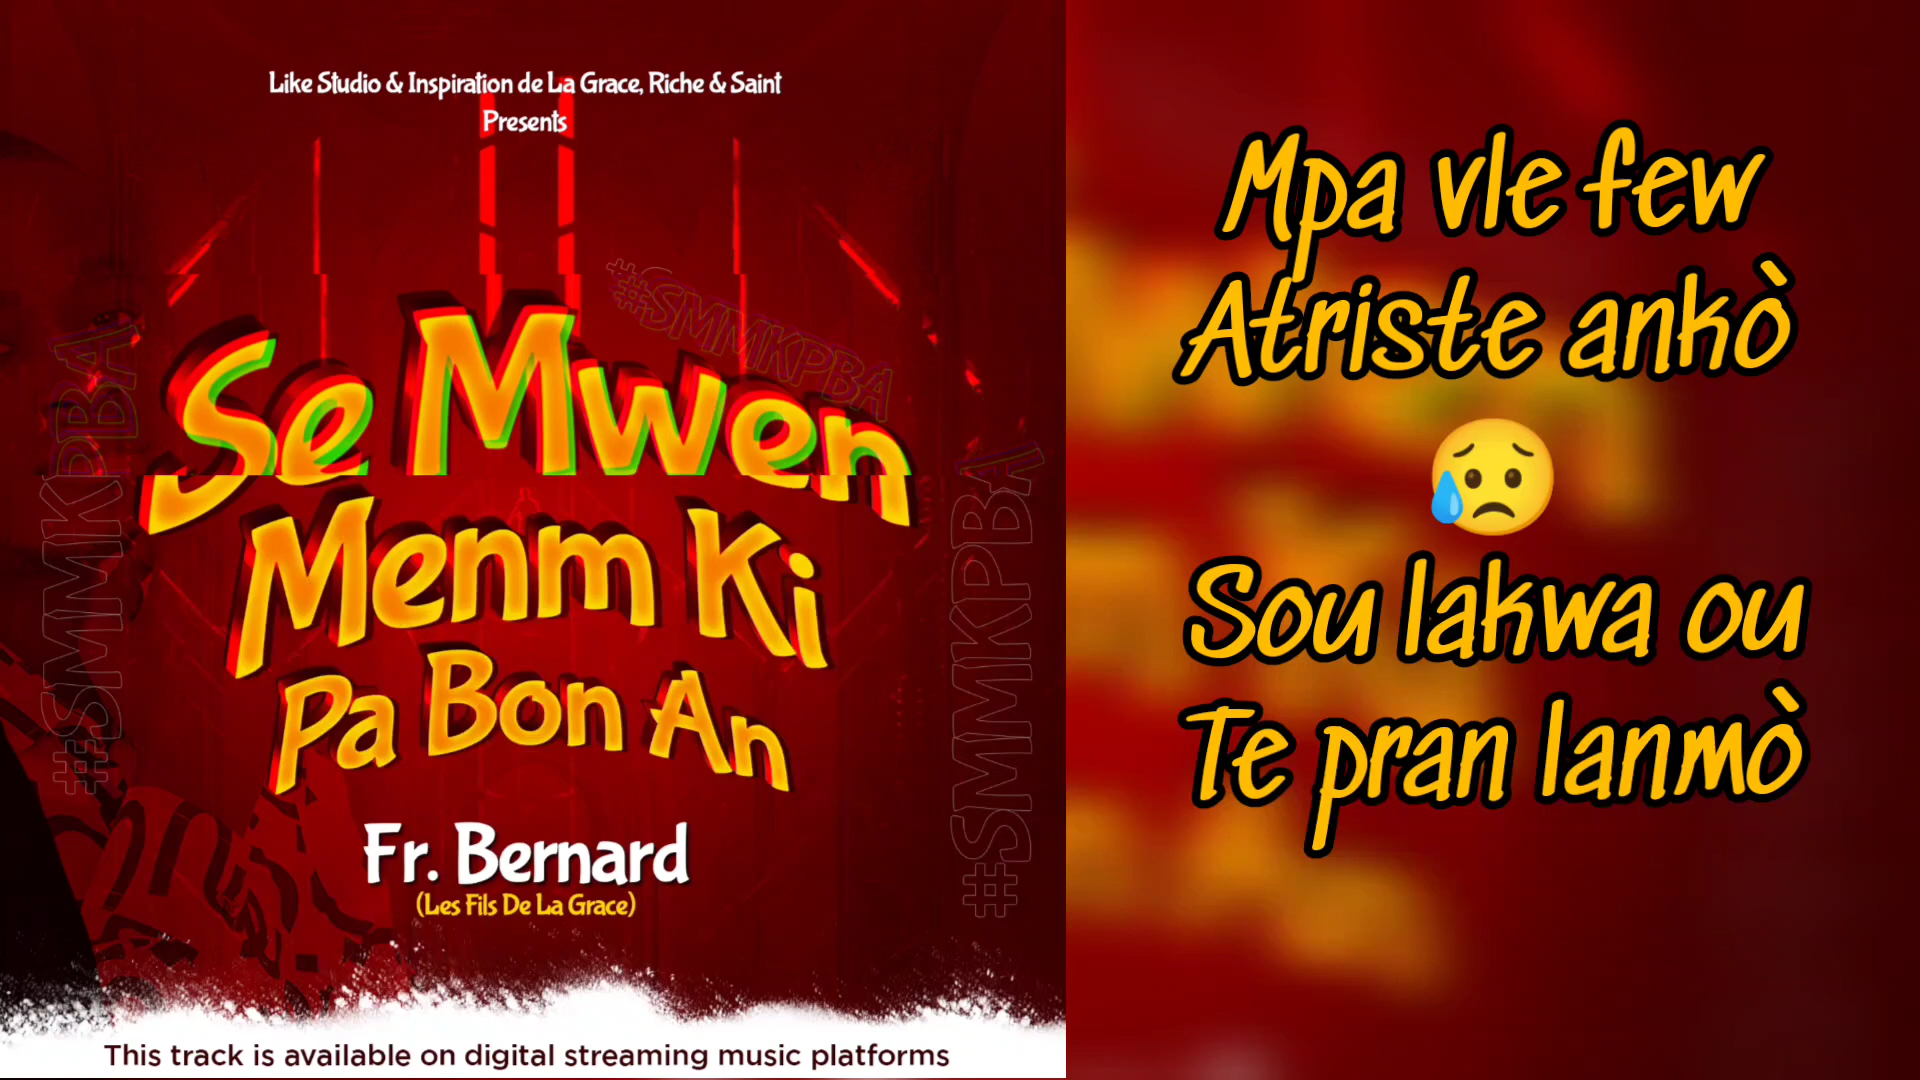 Like Studio & Inspiration de La Grace, Riche & Saint
Presents
#SMMKPBA
#SMMKPBA
#SMMKPBA
Se Mwen
Menm Ki
Pa Bon An
Fr. Bernard
(Les Fils De La Grace)
This track is available on digital streaming music platforms
Mpa vle few
Atriste ankò
😥
Sou lakwa ou
Te pran lanmò